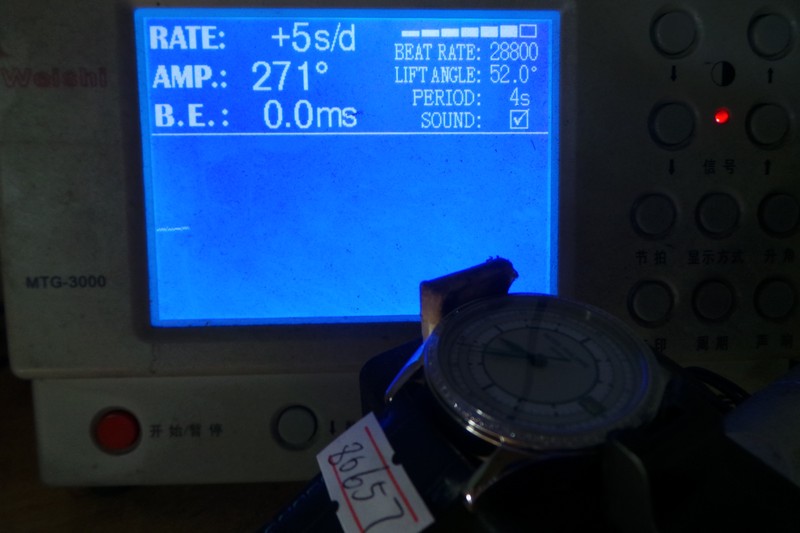 RATE: +5s/d
AMP.: 271°
B.E.: 0.0ms
BEAT RATE: 28800
LIFT ANGLE: 52.0°
PERIOD: 4s
SOUND: ☑
Weishi
MTG-3000
信号
节拍
显示方式
开始/暂停
86657